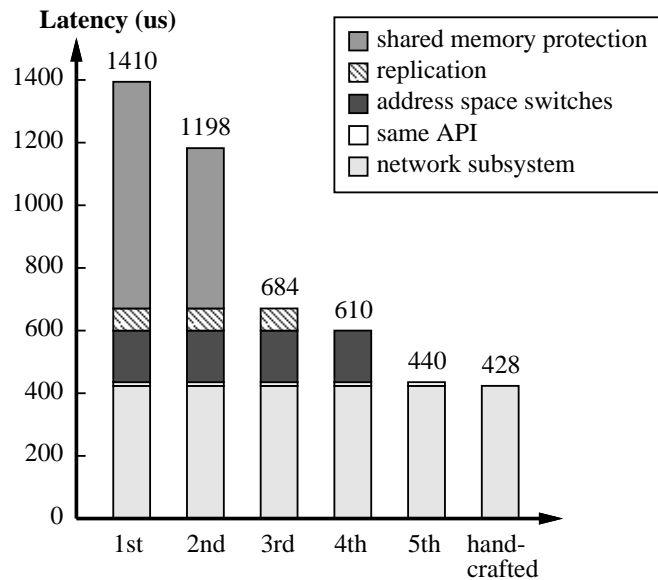 Latency (us)
shared memory protection
replication
address space switches
same API
network subsystem
1400
1200
1000
800
600
400
200
0
1410
1198
684
610
440
428
1st
2nd
3rd
4th
5th
hand-
crafted